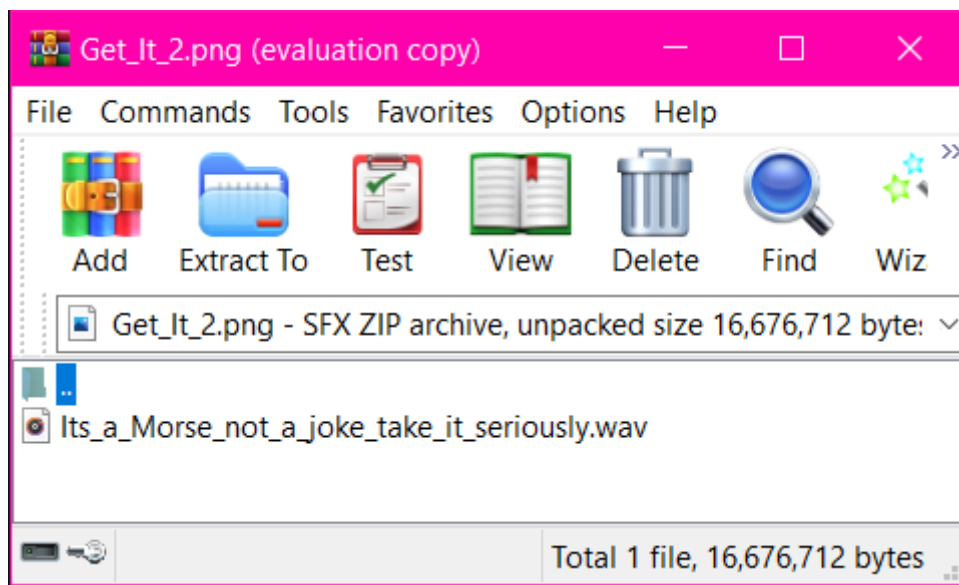 Get_It_2.png (evaluation copy)
File Commands Tools Favorites Options Help
Add Extract To Test View Delete Find Wiz
Get_It_2.png - SFX ZIP archive, unpacked size 16,676,712 bytes
..
Its_a_Morse_not_a_joke_take_it_seriously.wav
Total 1 file, 16,676,712 bytes